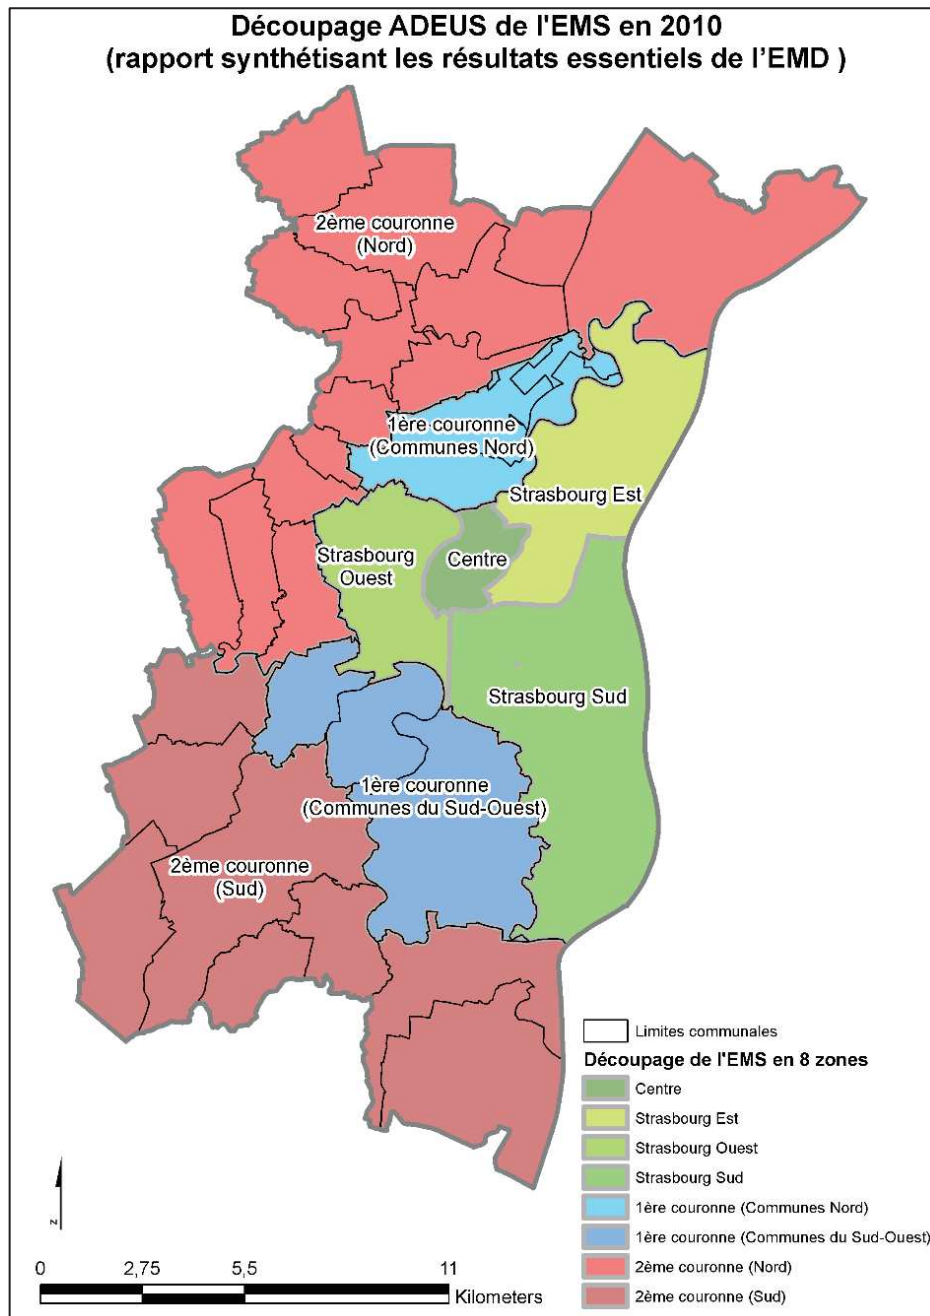 Découpage ADEUS de l'EMS en 2010
(rapport synthétisant les résultats essentiels de l'EMD )
2ème couronne
(Nord)
1ère couronne
(Communes Nord)
Strasbourg Est
Strasbourg
Ouest
Centre
Strasbourg Sud
1ère couronne
(Communes du Sud-Ouest)
2ème couronne
(Sud)
Limites communales
Découpage de l'EMS en 8 zones
Centre
Strasbourg Est
Strasbourg Ouest
Strasbourg Sud
1ère couronne (Communes Nord)
1ère couronne (Communes du Sud-Ouest)
2ème couronne (Nord)
2ème couronne (Sud)
N
0 2,75 5,5 11
Kilometers